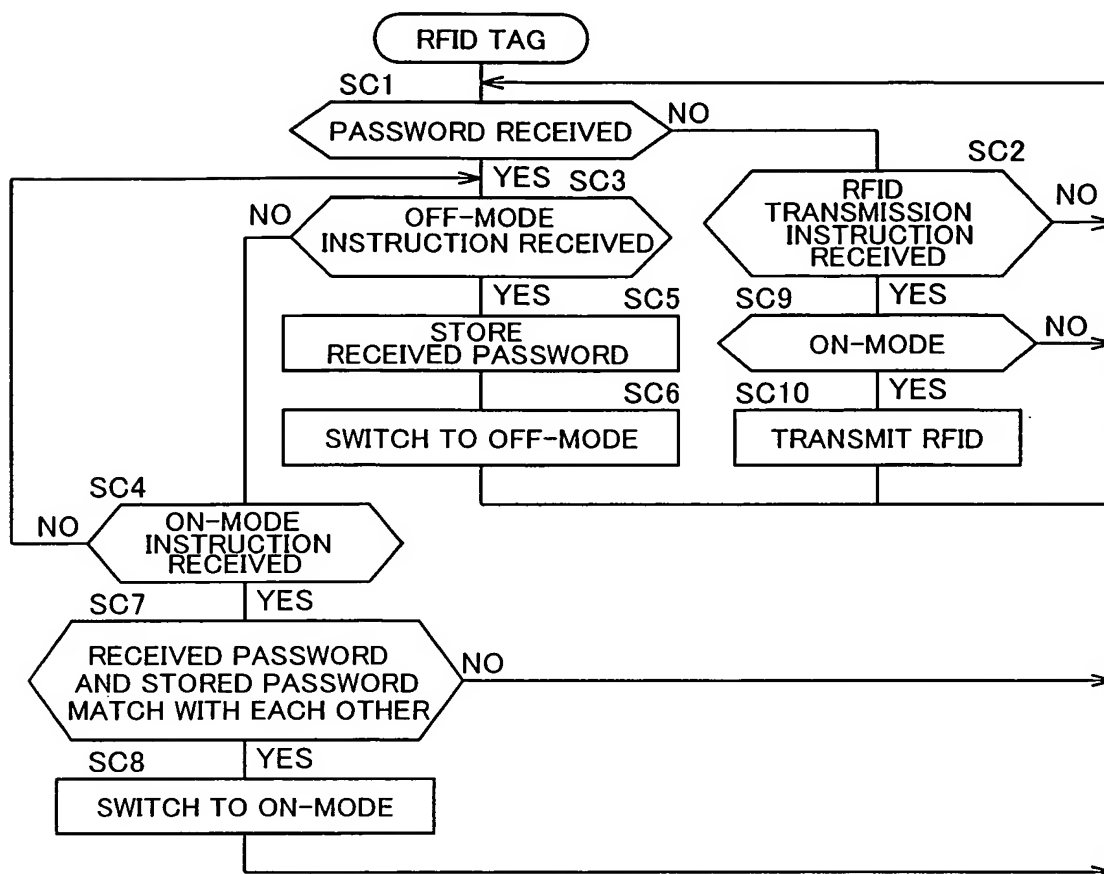 RFID TAG
SC1
PASSWORD RECEIVED
NO
SC2
RFID
TRANSMISSION
INSTRUCTION
RECEIVED
NO
YES
SC3
OFF-MODE
INSTRUCTION RECEIVED
NO
YES
SC5
STORE
RECEIVED PASSWORD
YES
SC9
ON-MODE
NO
SC6
SWITCH TO OFF-MODE
YES
SC10
TRANSMIT RFID
SC4
ON-MODE
INSTRUCTION
RECEIVED
NO
YES
SC7
RECEIVED PASSWORD
AND STORED PASSWORD
MATCH WITH EACH OTHER
NO
YES
SC8
SWITCH TO ON-MODE